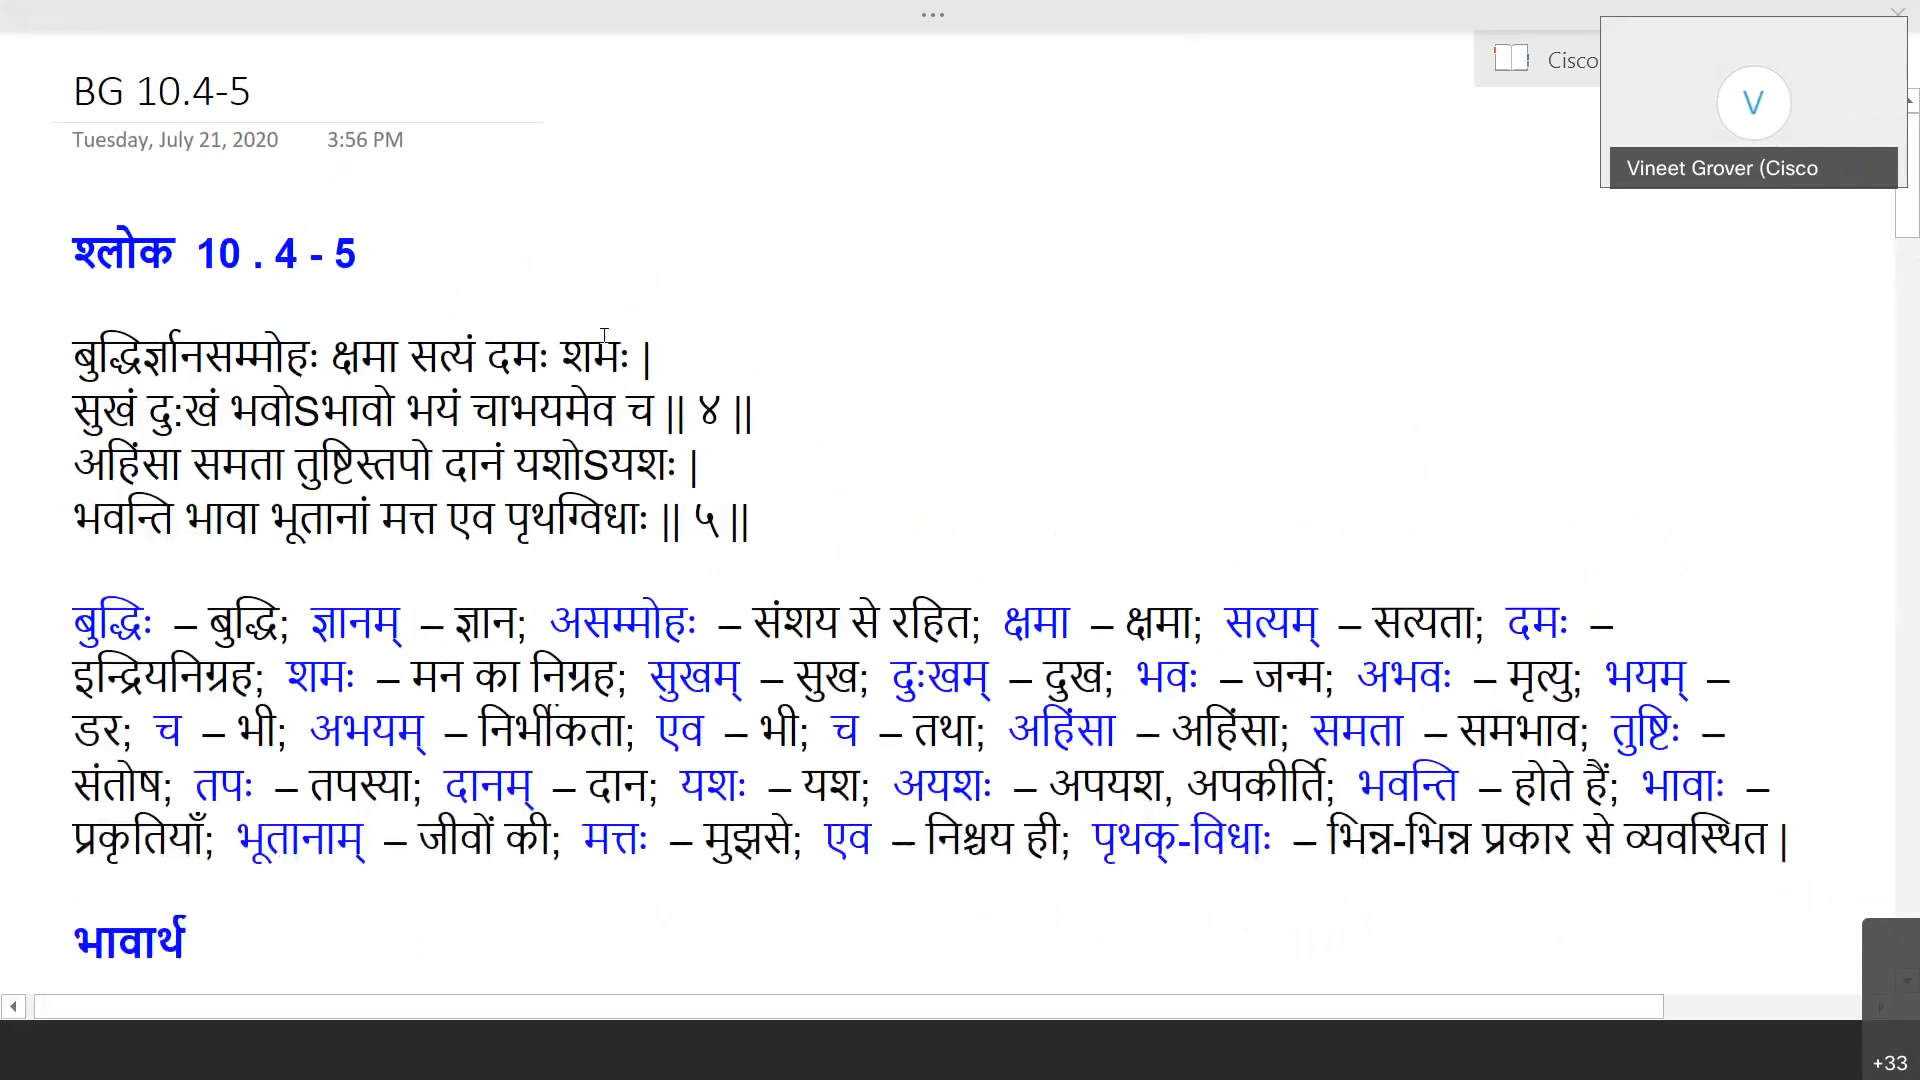 BG 10.4-5
Cisco
V
Tuesday, July 21, 2020 3:56 PM
Vineet Grover (Cisco
श्लोक 10 . 4 - 5
बुद्धिर्ज्ञानसम्मोहः क्षमा सत्यं दमः शमः |
सुखं दु:खं भवोSभावो भयं चाभयमेव च || ४ ||
अहिंसा समता तुष्टिस्तपो दानं यशोSयशः |
भवन्ति भावा भूतानां मत्त एव पृथग्विधाः || ५ ||
बुद्धिः – बुद्धि; ज्ञानम् – ज्ञान; असम्मोहः – संशय से रहित; क्षमा – क्षमा; सत्यम् – सत्यता; दमः –
इन्द्रियनिग्रह; शमः – मन का निग्रह; सुखम् – सुख; दुःखम् – दुख; भवः – जन्म; अभवः – मृत्यु; भयम् –
डर; च – भी; अभयम् – निर्भीकता; एव – भी; च – तथा; अहिंसा – अहिंसा; समता – समभाव; तुष्टिः –
संतोष; तपः – तपस्या; दानम् – दान; यशः – यश; अयशः – अपयश, अपकीर्ति; भवन्ति – होते हैं; भावाः –
प्रकृतियाँ; भूतानाम् – जीवों की; मत्तः – मुझसे; एव – निश्चय ही; पृथक्-विधाः – भिन्न-भिन्न प्रकार से व्यवस्थित |
भावार्थ
+33